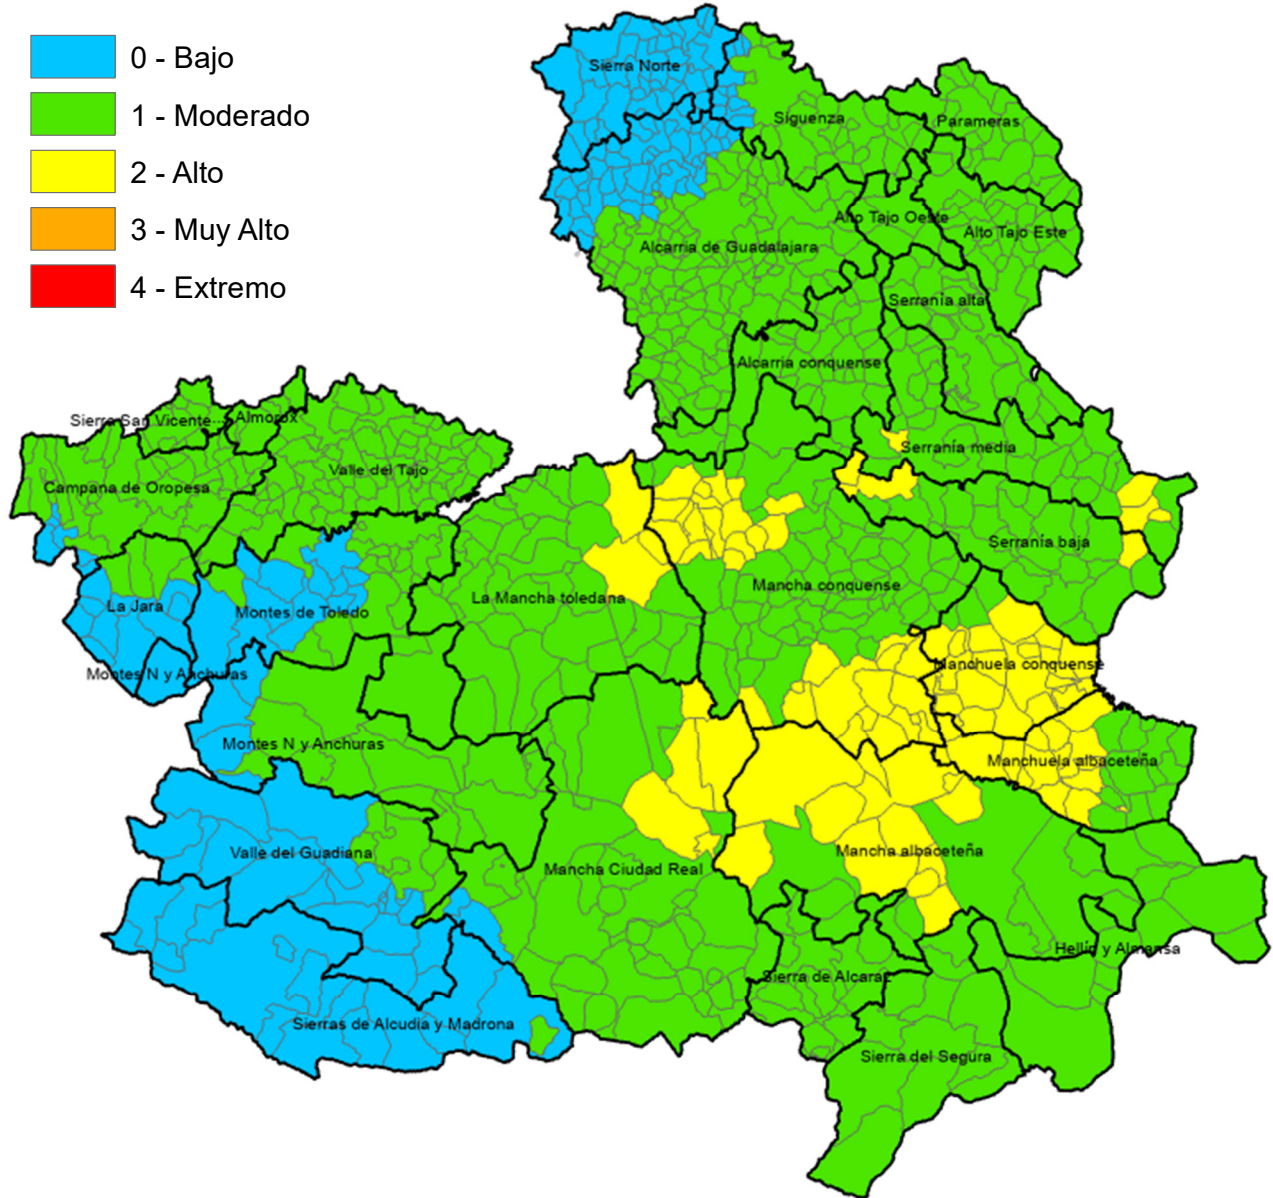 0 - Bajo
1 - Moderado
2 - Alto
3 - Muy Alto
4 - Extremo
Sierra Norte
Sigüenza
Parameras
Alto Tajo Oeste
Alto Tajo Este
Alcarria de Guadalajara
Serranía alta
Alcarria conquense
Sierra San Vicente...
Almorox
Serranía media
Valle del Tajo
Campana de Oropesa
Serranía baja
Mancha conquense
La Mancha toledana
La Jara
Montes de Toledo
Manchuela conquense
Montes N y Anchuras
Montes N y Anchuras
Manchuela albaceteña
Valle del Guadiana
Mancha albaceteña
Mancha Ciudad Real
Hellín y Almansa
Sierra de Alcaraz
Sierras de Alcudia y Madrona
Sierra del Segura